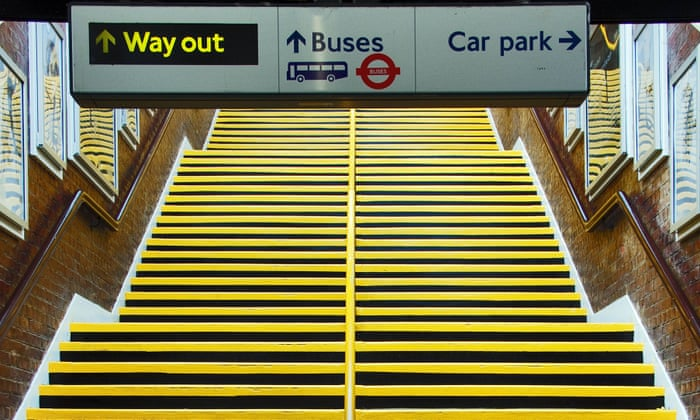 Way out
Buses
BUSES
Car park